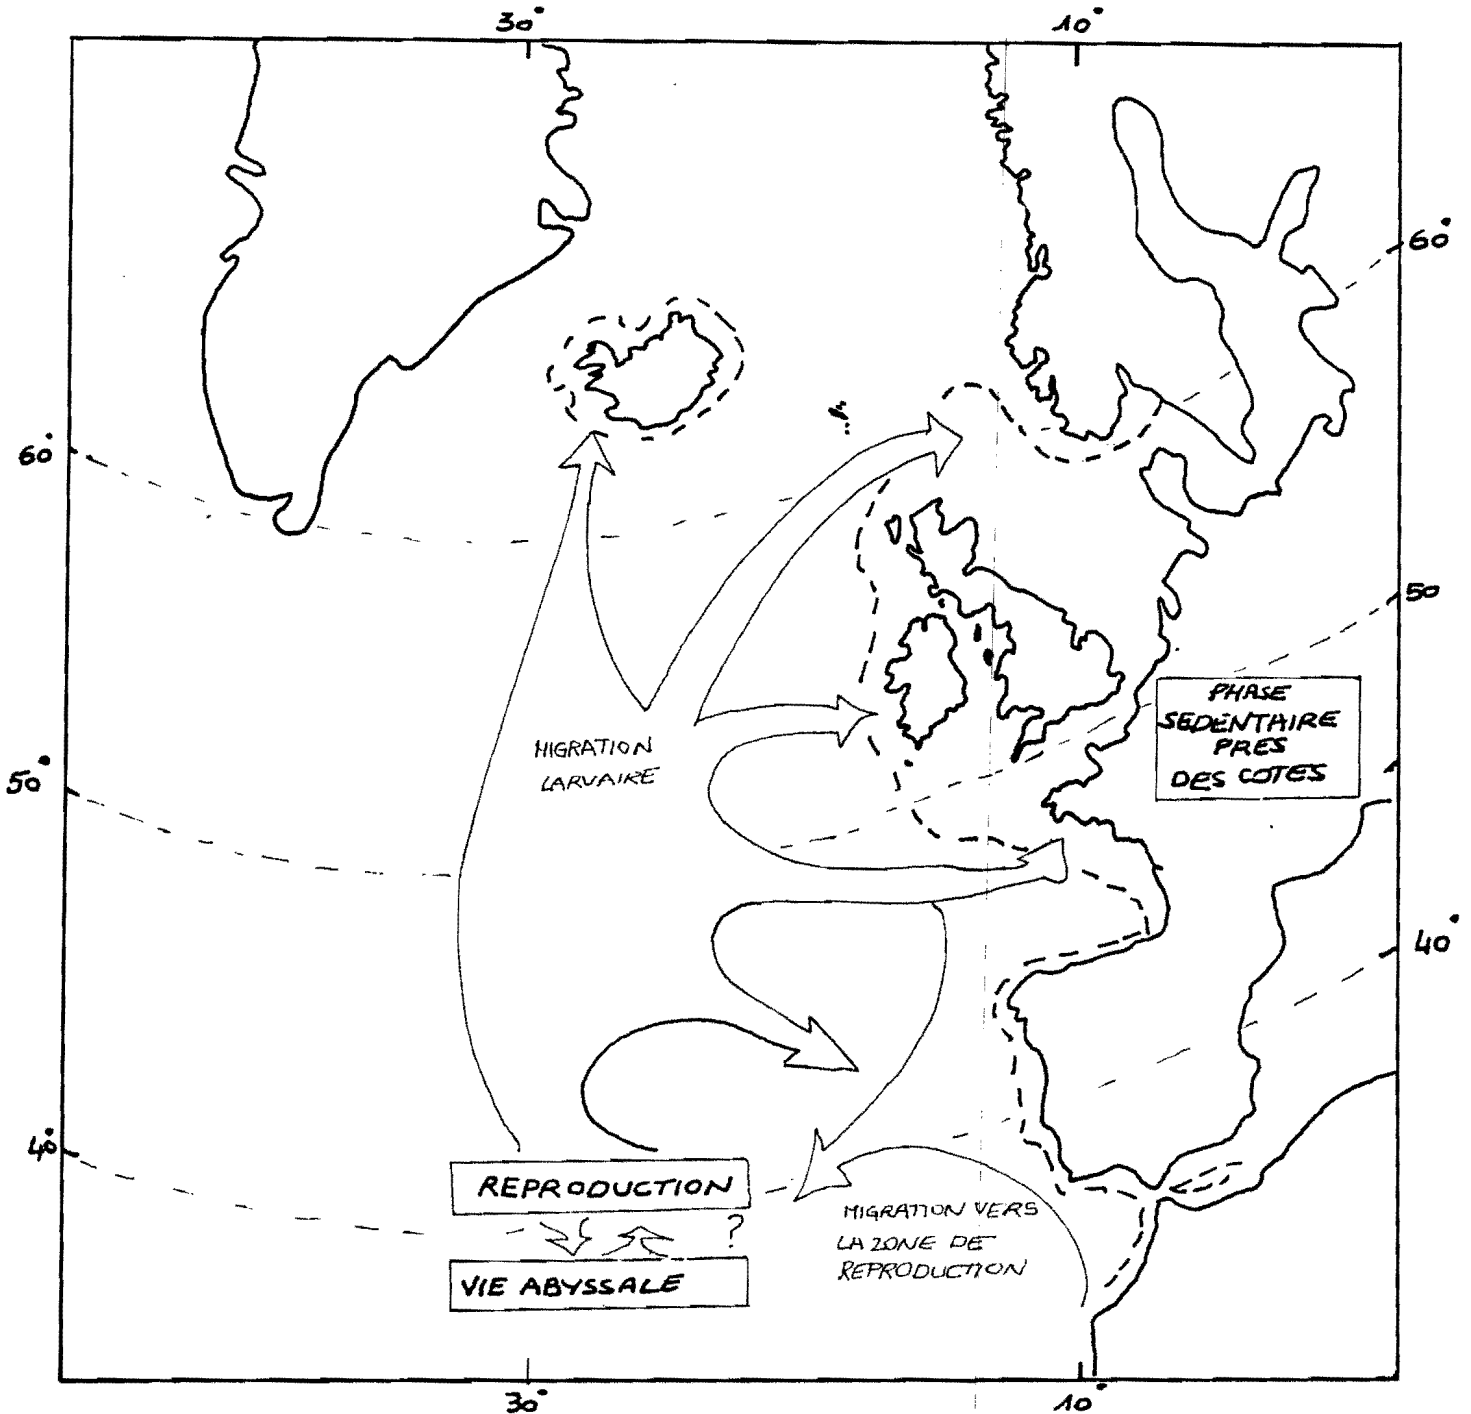 30°
10°
60°
60°
50
PHASE
SEDENTAIRE
PRES
DES COTES
MIGRATION
LARVAIRE
50°
40°
40°
REPRODUCTION
?
VIE ABYSSALE
MIGRATION VERS
LA ZONE DE
REPRODUCTION
30°
10°